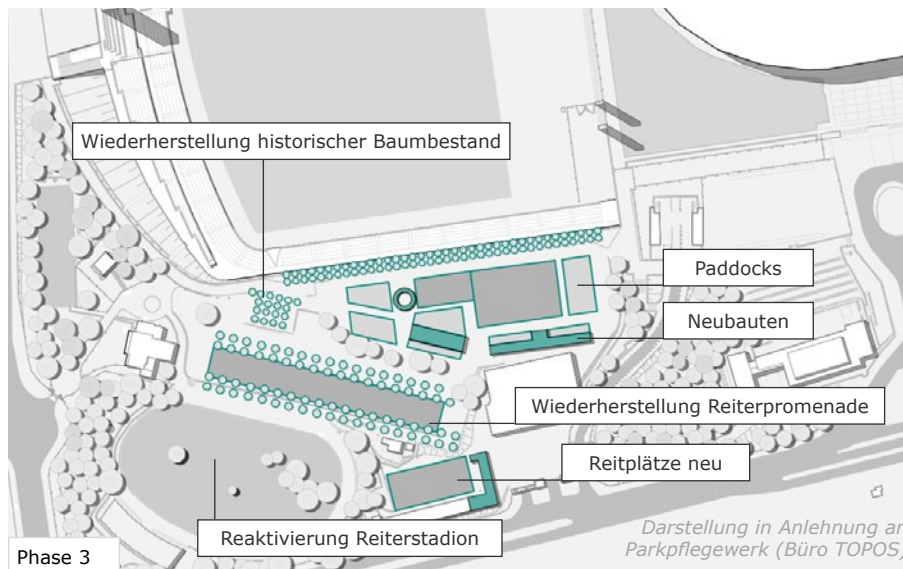 Wiederherstellung historischer Baumbestand
Paddocks
Neubauten
Wiederherstellung Reiterpromenade
Reitplätze neu
Reaktivierung Reiterstadion
Darstellung in Anlehnung an
Parkpflegewerk (Büro TOPOS)
Phase 3